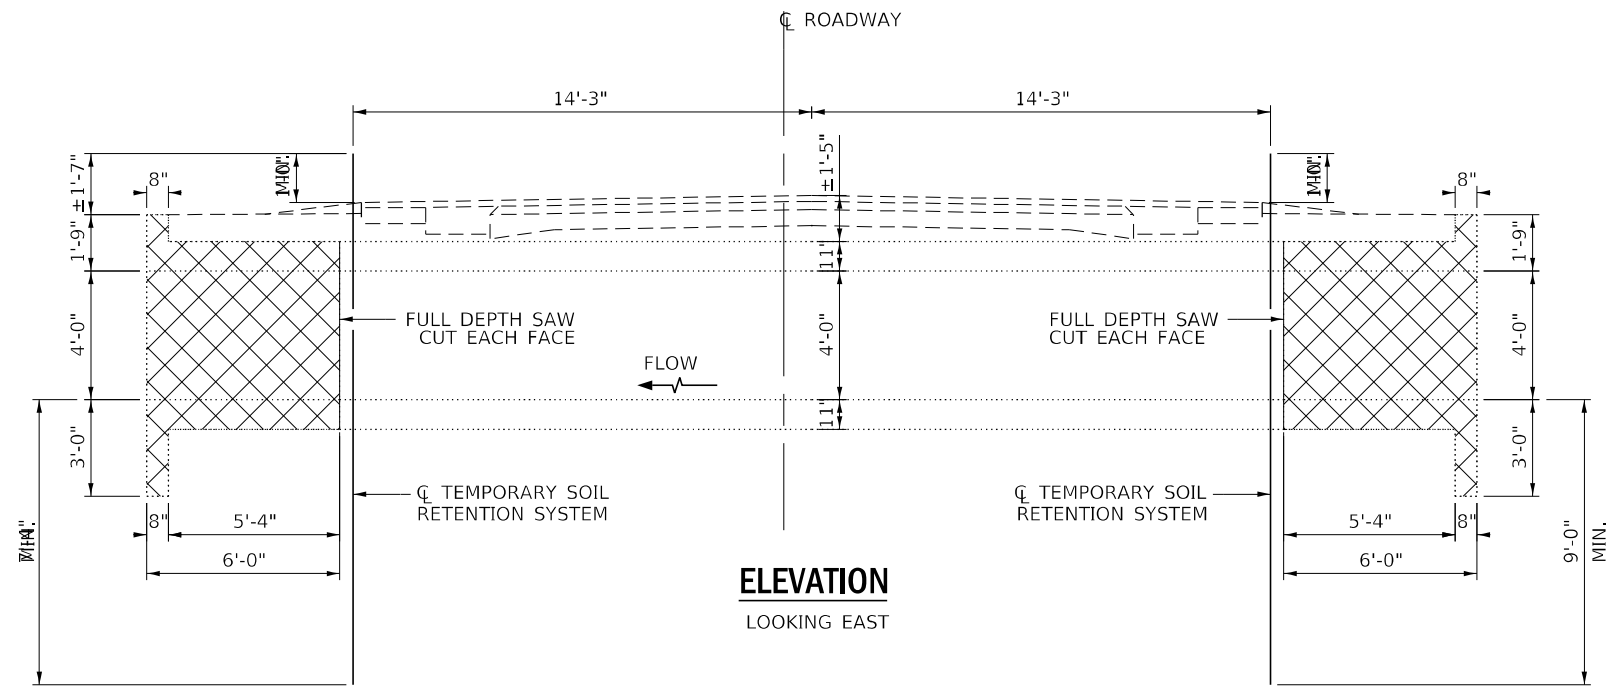 ℄ ROADWAY
14'-3"
14'-3"
±1'-7"
8"
±1'-5"
8"
1'-9"
11"
1'-9"
FULL DEPTH SAW
CUT EACH FACE
FULL DEPTH SAW
CUT EACH FACE
4'-0"
4'-0"
4'-0"
FLOW
11"
3'-0"
3'-0"
℄ TEMPORARY SOIL
RETENTION SYSTEM
℄ TEMPORARY SOIL
RETENTION SYSTEM
8"
5'-4"
5'-4"
8"
6'-0"
6'-0"
9'-0"
MIN.
ELEVATION
LOOKING EAST